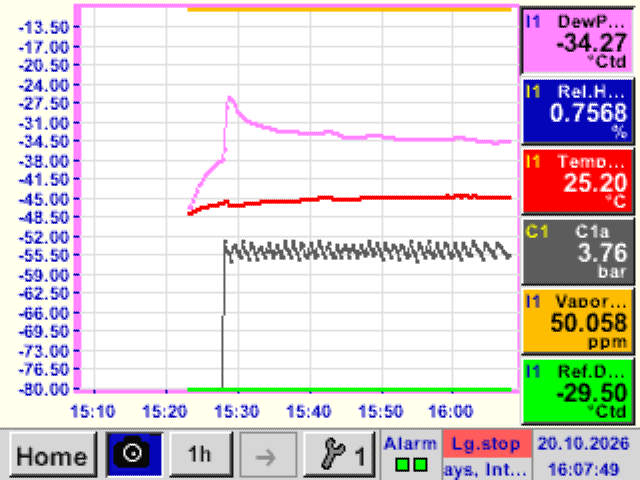 -13.50
-17.00
-20.50
-24.00
-27.50
-31.00
-34.50
-38.00
-41.50
-45.00
-48.50
-52.00
-55.50
-59.00
-62.50
-66.00
-69.50
-73.00
-76.50
-80.00
15:10 15:20 15:30 15:40 15:50 16:00
I1 DewP...
-34.27
°Ctd
I1 Rel.H...
0.7568
%
I1 Temp...
25.20
°C
C1 C1a
3.76
bar
I1 Vapor...
50.058
ppm
I1 Ref.D...
-29.50
°Ctd
Home
1h
1
Alarm
Lg.stop
ays, Int...
20.10.2026
16:07:49